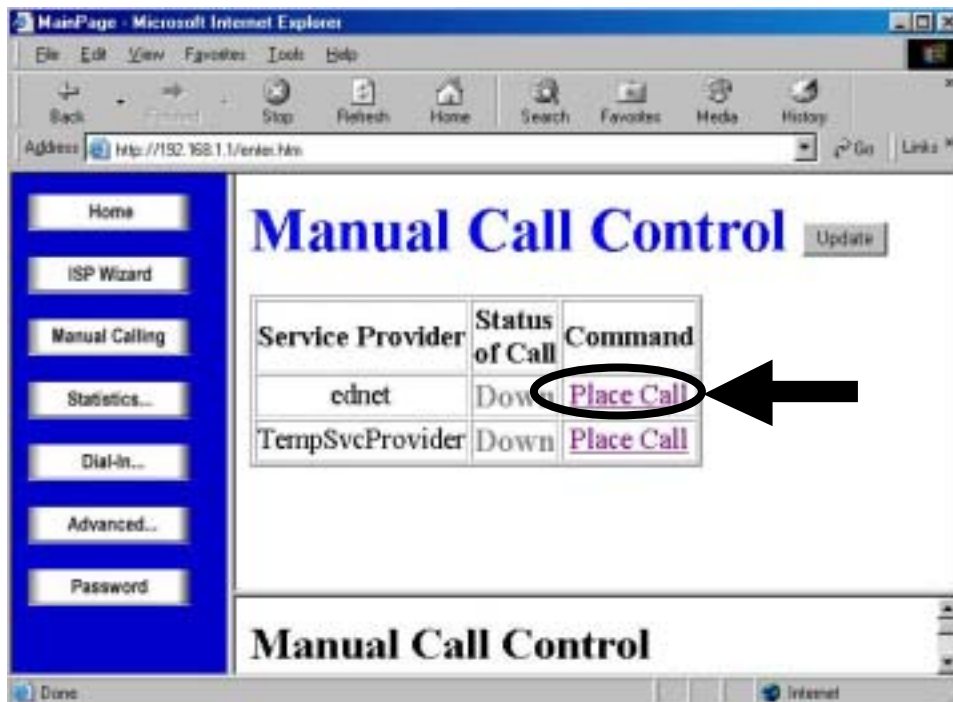 MainPage - Microsoft Internet Explorer
File Edit View Favorites Tools Help
Back Forward Stop Refresh Home Search Favorites Media History
Address http://192.168.1.1/enter.htm Go Links
Home
ISP Wizard
Manual Calling
Statistics...
Dial-In...
Advanced...
Password
Manual Call Control Update
Service Provider Status of Call Command
ednet Down Place Call
TempSvcProvider Down Place Call
Manual Call Control
Done Internet